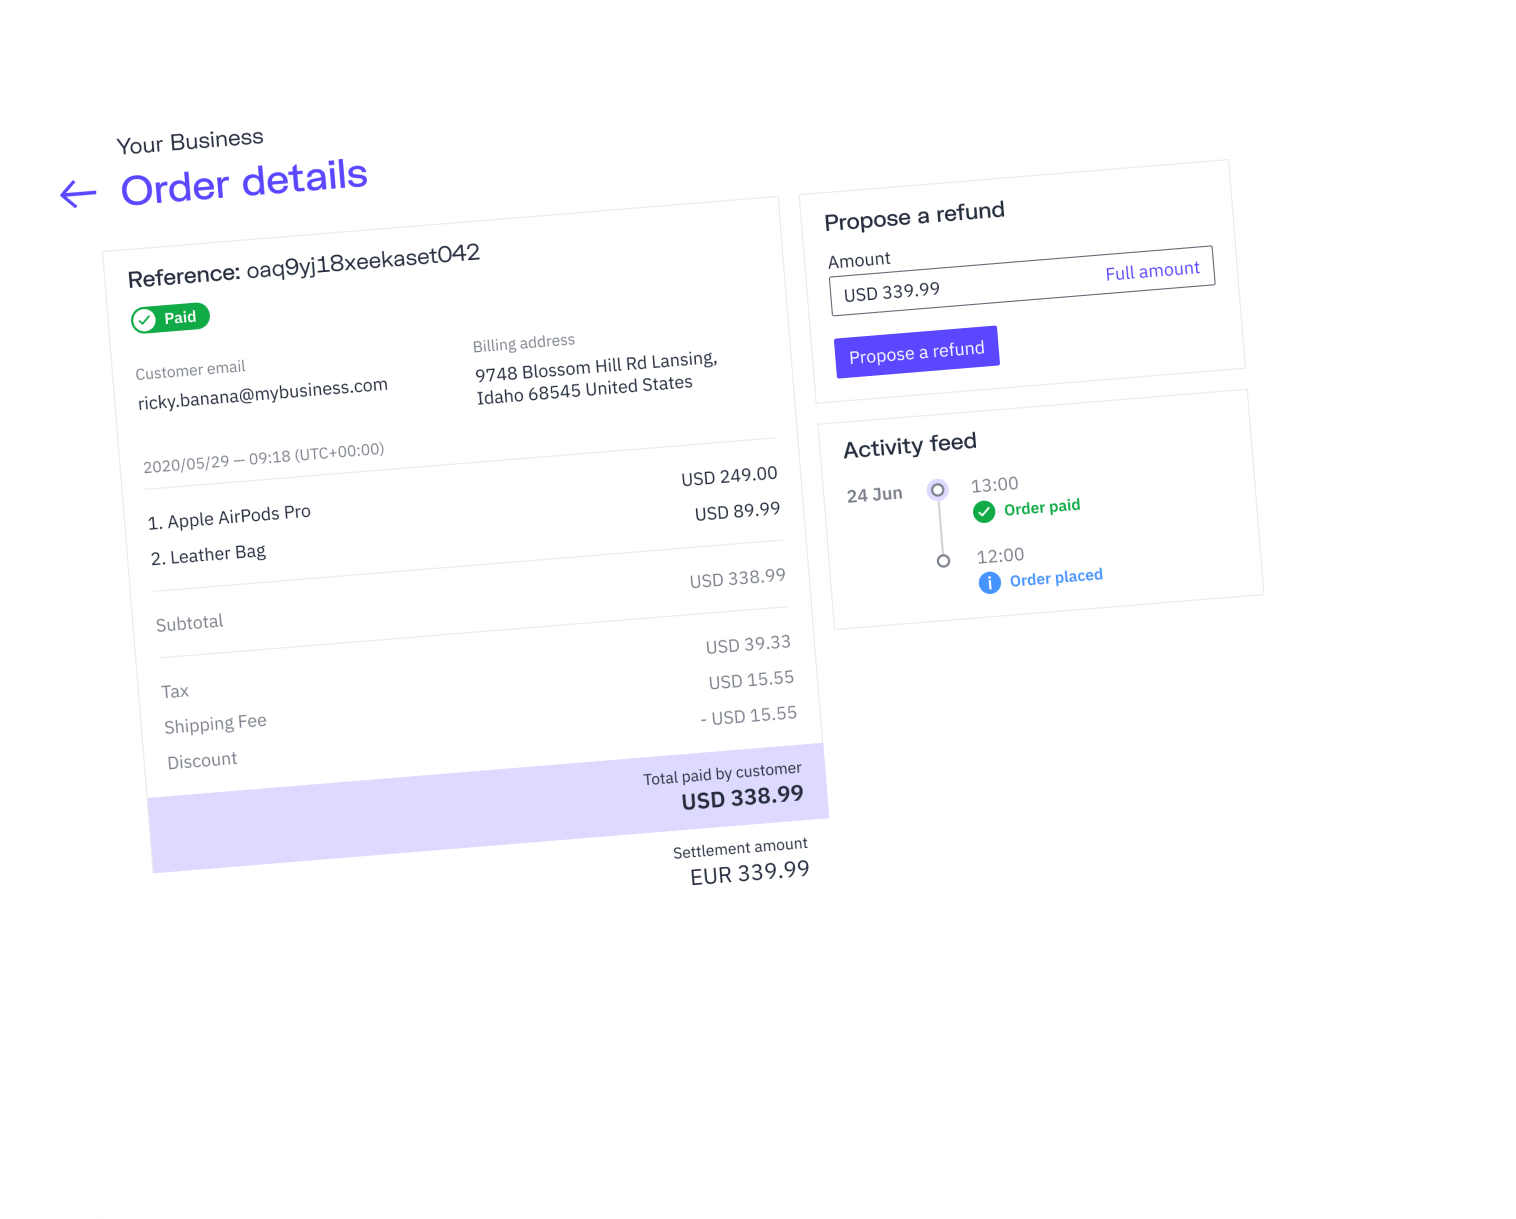 Your Business
Order details
Reference: oaq9yj18xeekaset042
Paid
Customer email
ricky.banana@mybusiness.com
Billing address
9748 Blossom Hill Rd Lansing,
Idaho 68545 United States
2020/05/29 — 09:18 (UTC+00:00)
1. Apple AirPods Pro USD 249.00
2. Leather Bag USD 89.99
Subtotal USD 338.99
Tax USD 39.33
Shipping Fee USD 15.55
Discount - USD 15.55
Total paid by customer
USD 338.99
Settlement amount
EUR 339.99
Propose a refund
Amount
USD 339.99 Full amount
Propose a refund
Activity feed
24 Jun 13:00
Order paid
12:00
Order placed